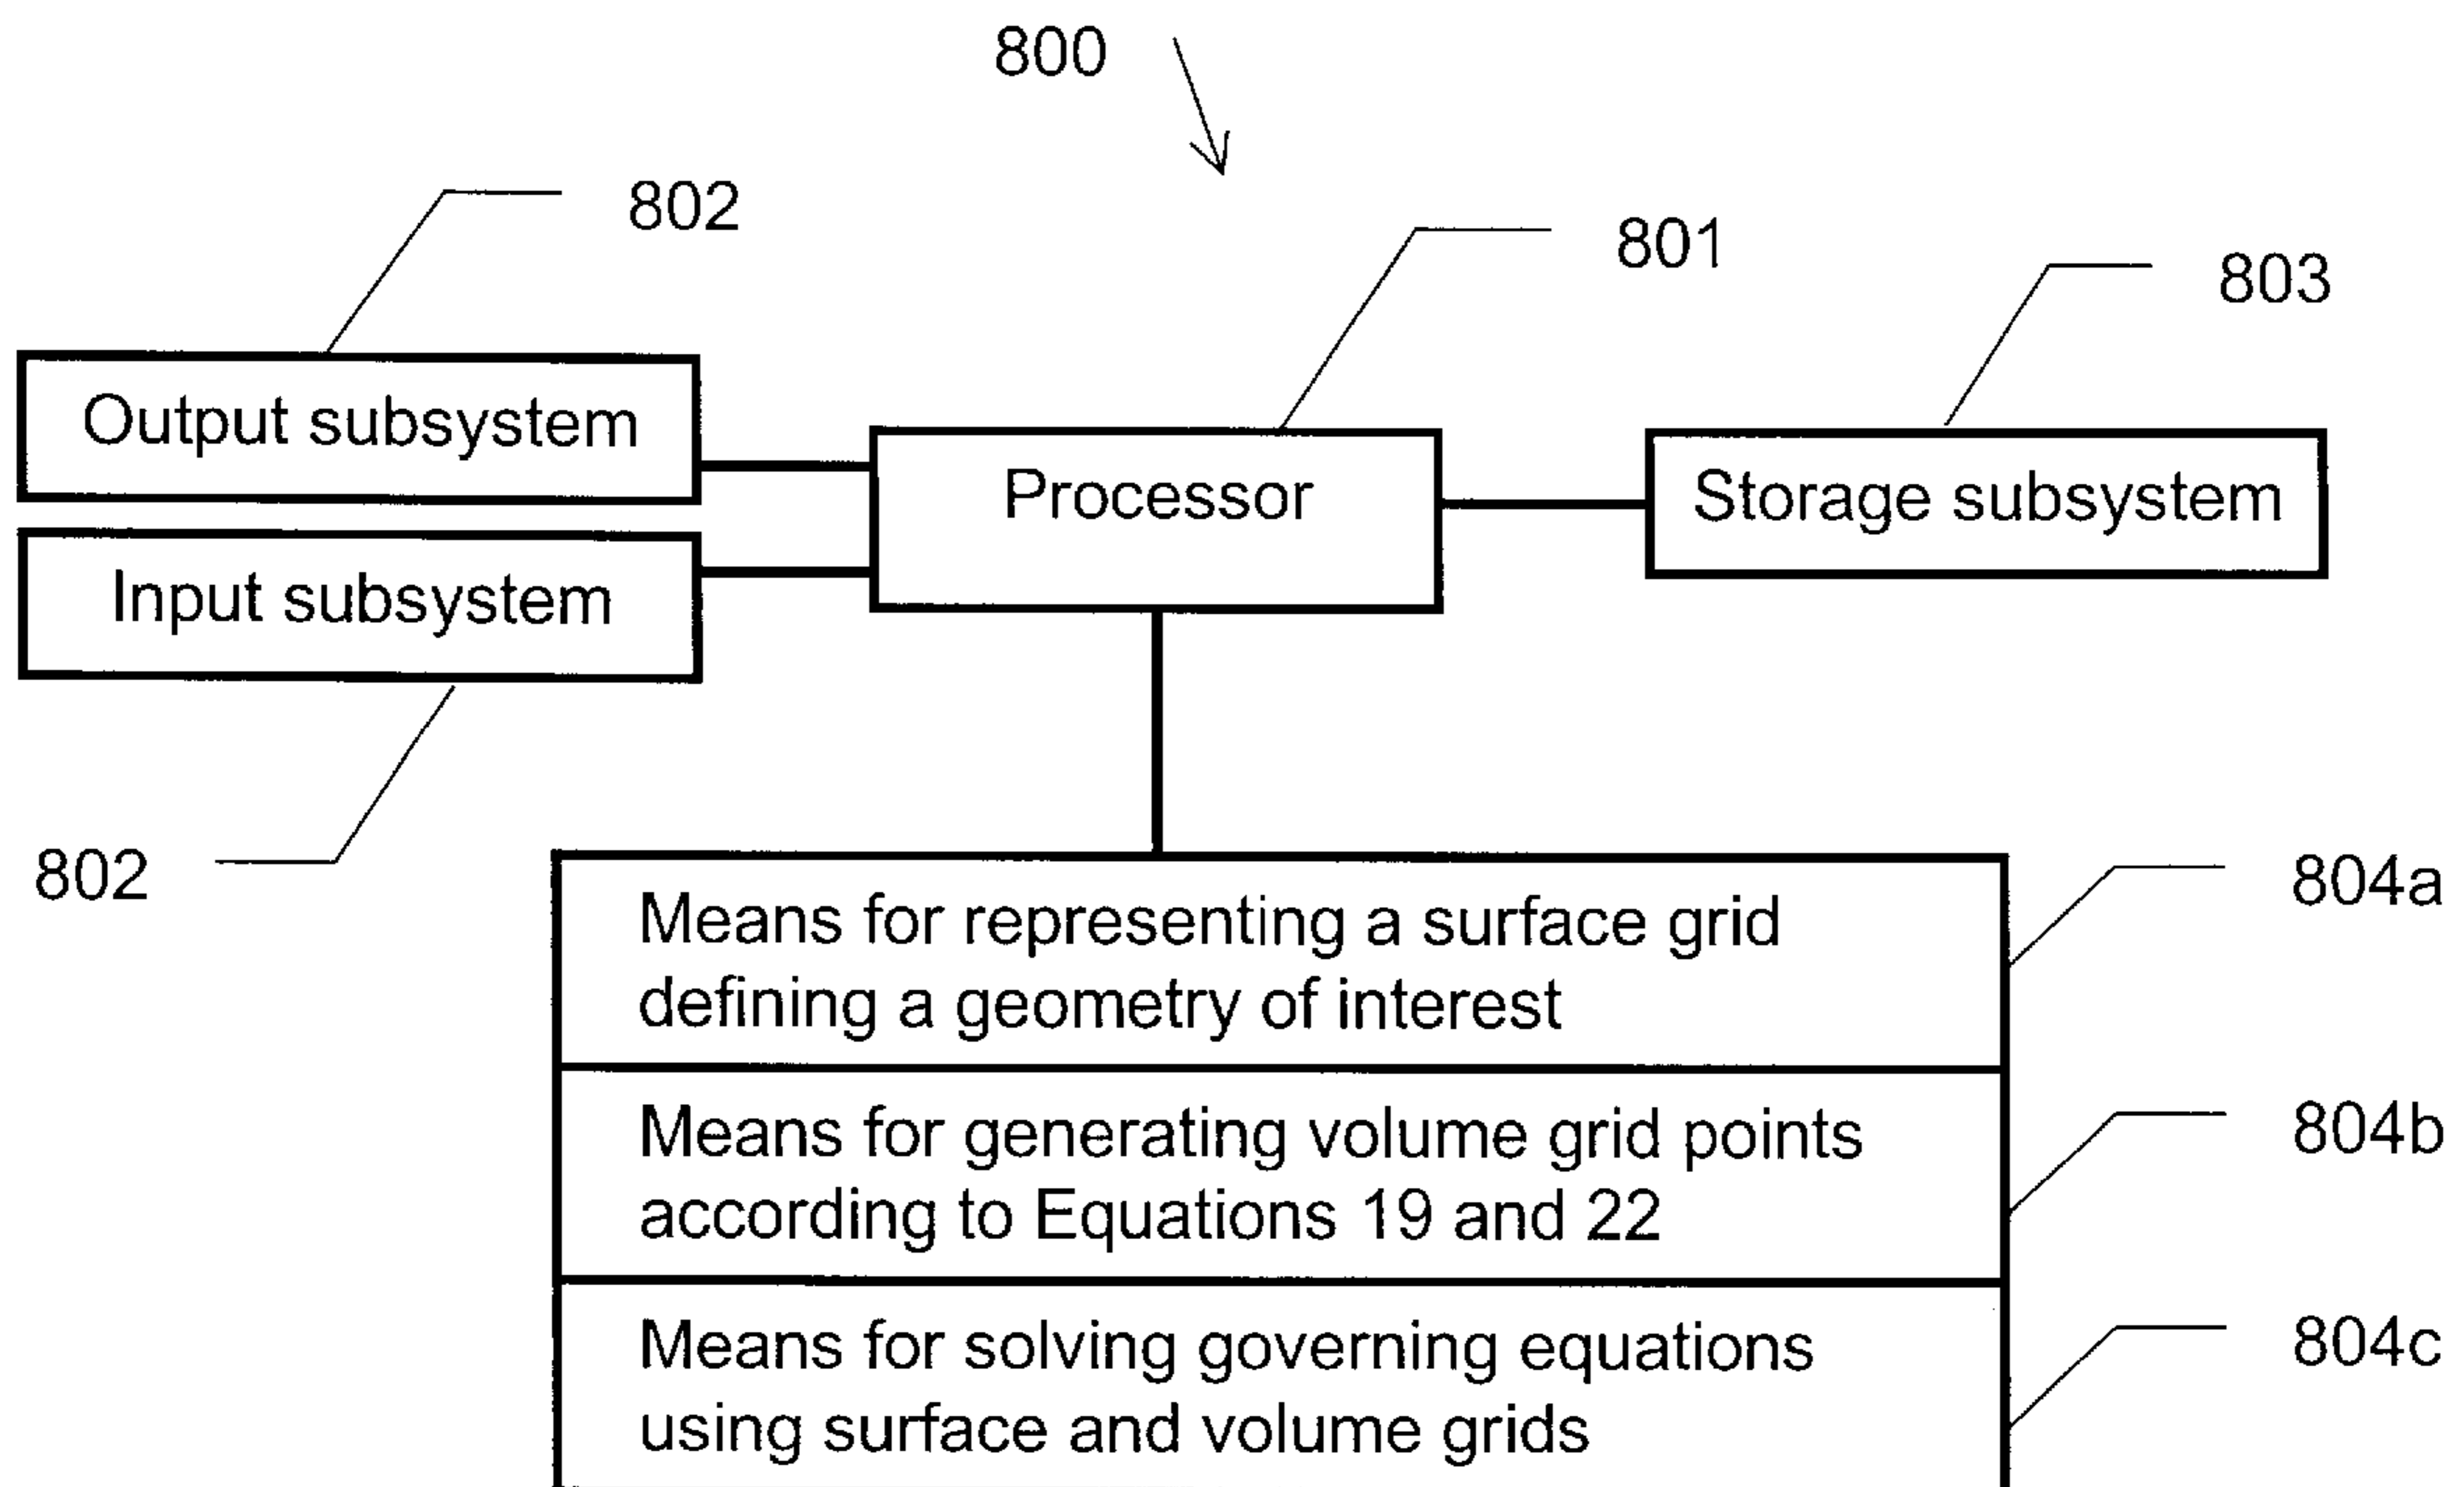 800
802
801
803
Output subsystem
Processor
Storage subsystem
Input subsystem
802
804a
Means for representing a surface grid
defining a geometry of interest
804b
Means for generating volume grid points
according to Equations 19 and 22
804c
Means for solving governing equations
using surface and volume grids